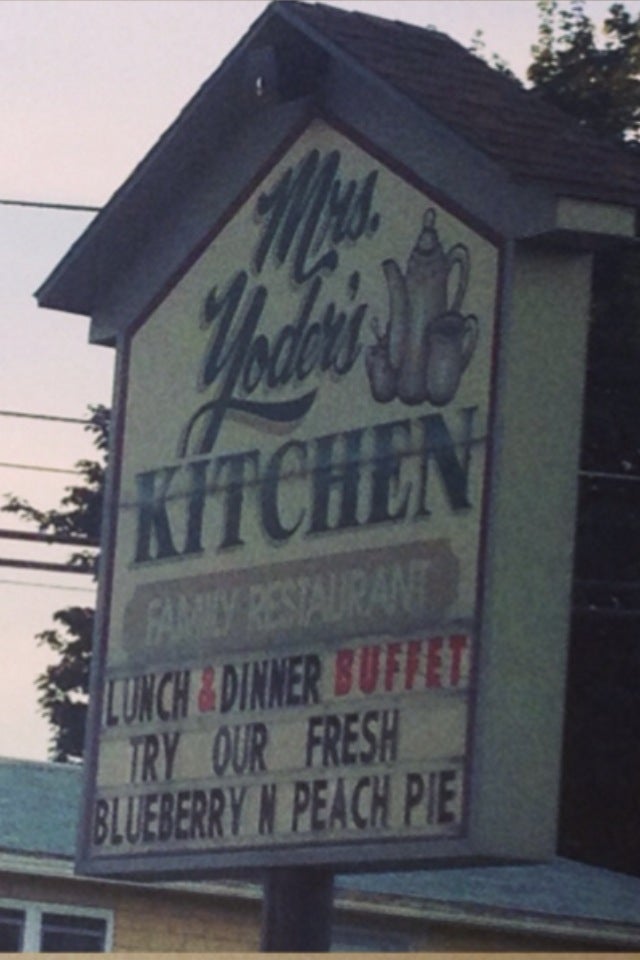 Mrs.
Yoder's
KITCHEN
FAMILY RESTAURANT
LUNCH & DINNER BUFFET
TRY OUR FRESH
BLUEBERRY N PEACH PIE